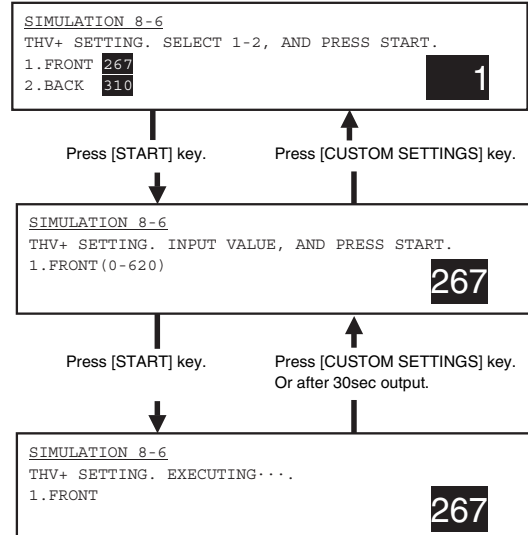 SIMULATION 8-6
THV+ SETTING. SELECT 1-2, AND PRESS START.
1.FRONT 267
2.BACK 310
1
Press [START] key.
Press [CUSTOM SETTINGS] key.
SIMULATION 8-6
THV+ SETTING. INPUT VALUE, AND PRESS START.
1.FRONT(0-620)
267
Press [START] key.
Press [CUSTOM SETTINGS] key.
Or after 30sec output.
SIMULATION 8-6
THV+ SETTING. EXECUTING···.
1.FRONT
267